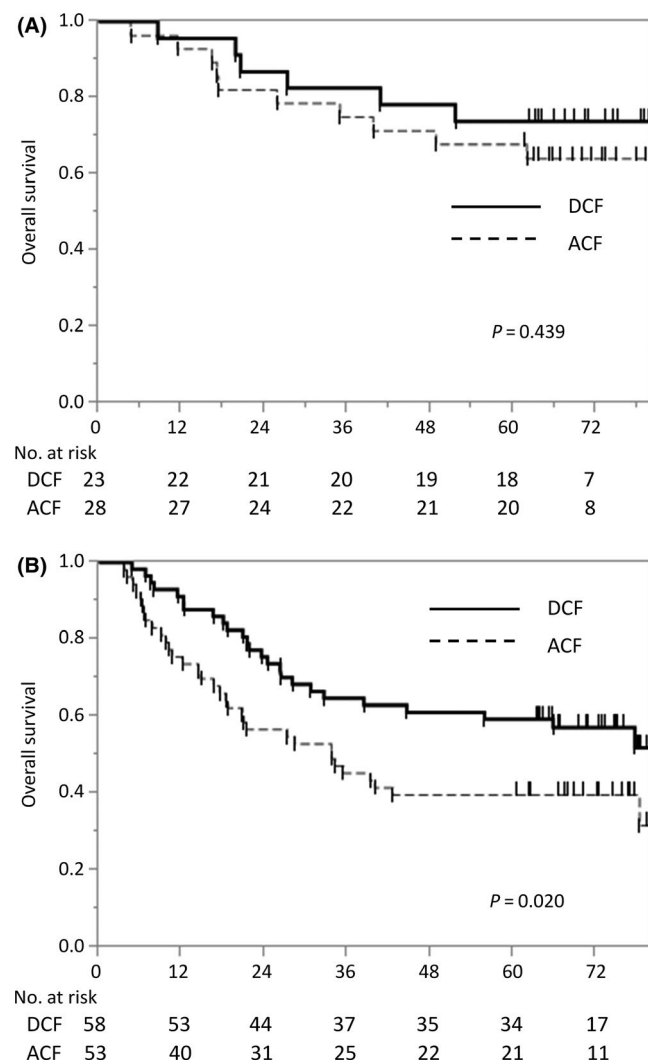 (A)
1.0
0.8
0.6
0.4
0.2
0.0
Overall survival
DCF
ACF
P = 0.439
0 12 24 36 48 60 72
No. at risk
DCF 23 22 21 20 19 18 7
ACF 28 27 24 22 21 20 8
(B)
1.0
0.8
0.6
0.4
0.2
0.0
Overall survival
DCF
ACF
P = 0.020
0 12 24 36 48 60 72
No. at risk
DCF 58 53 44 37 35 34 17
ACF 53 40 31 25 22 21 11